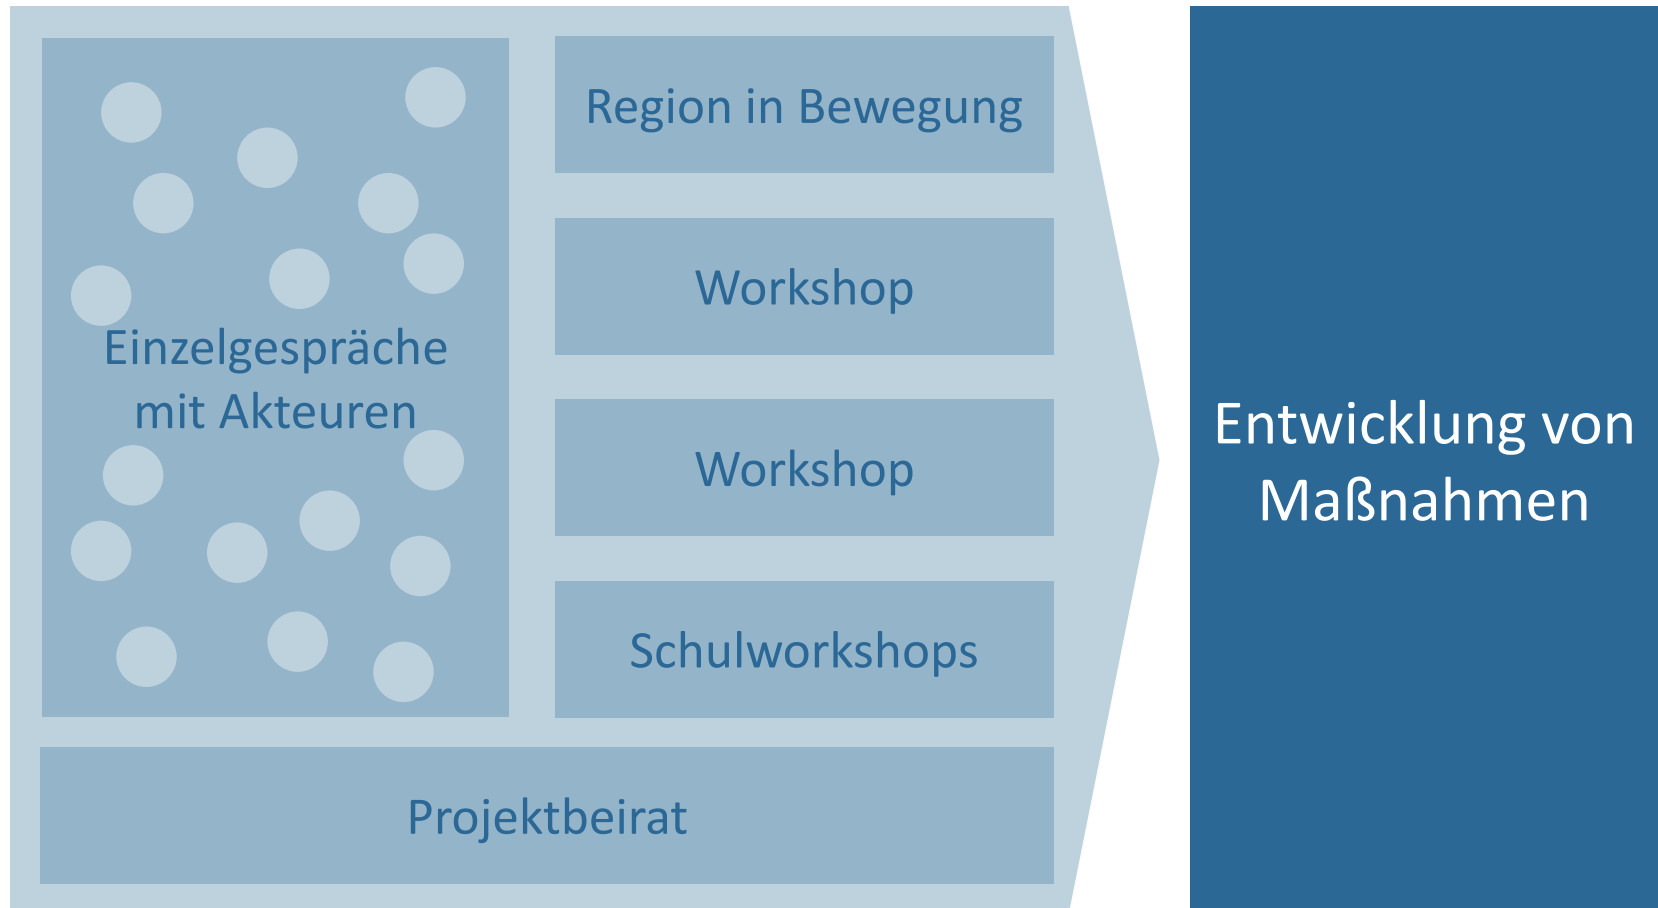 Einzelgespräche
mit Akteuren
Region in Bewegung
Workshop
Workshop
Schulworkshops
Projektbeirat
Entwicklung von
Maßnahmen